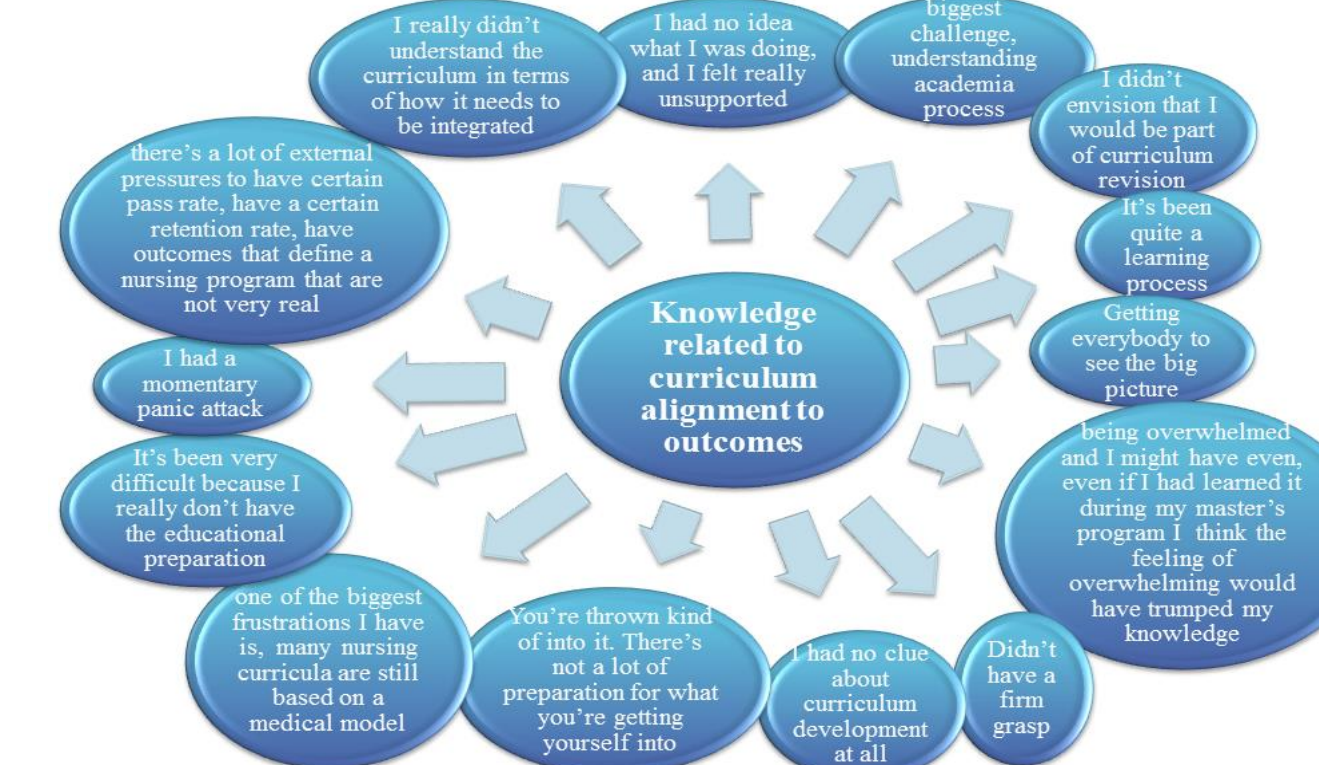 I really didn't
understand the
curriculum in terms
of how it needs to
be integrated
I had no idea
what I was doing,
and I felt really
unsupported
biggest
challenge,
understanding
academia
process
I didn't
envision that I
would be part
of curriculum
revision
It's been
quite a
learning
process
Getting
everybody to
see the big
picture
being overwhelmed
and I might have even,
even if I had learned it
during my master's
program I think the
feeling of
overwhelming would
have trumped my
knowledge
Didn't
have a
firm
grasp
I had no clue
about
curriculum
development
at all
You're thrown kind
of into it. There's
not a lot of
preparation for what
you're getting
yourself into
one of the biggest
frustrations I have
is, many nursing
curricula are still
based on a
medical model
It's been very
difficult because I
really don't have
the educational
preparation
I had a
momentary
panic attack
there's a lot of external
pressures to have certain
pass rate, have a certain
retention rate, have
outcomes that define a
nursing program that are
not very real
Knowledge
related to
curriculum
alignment to
outcomes